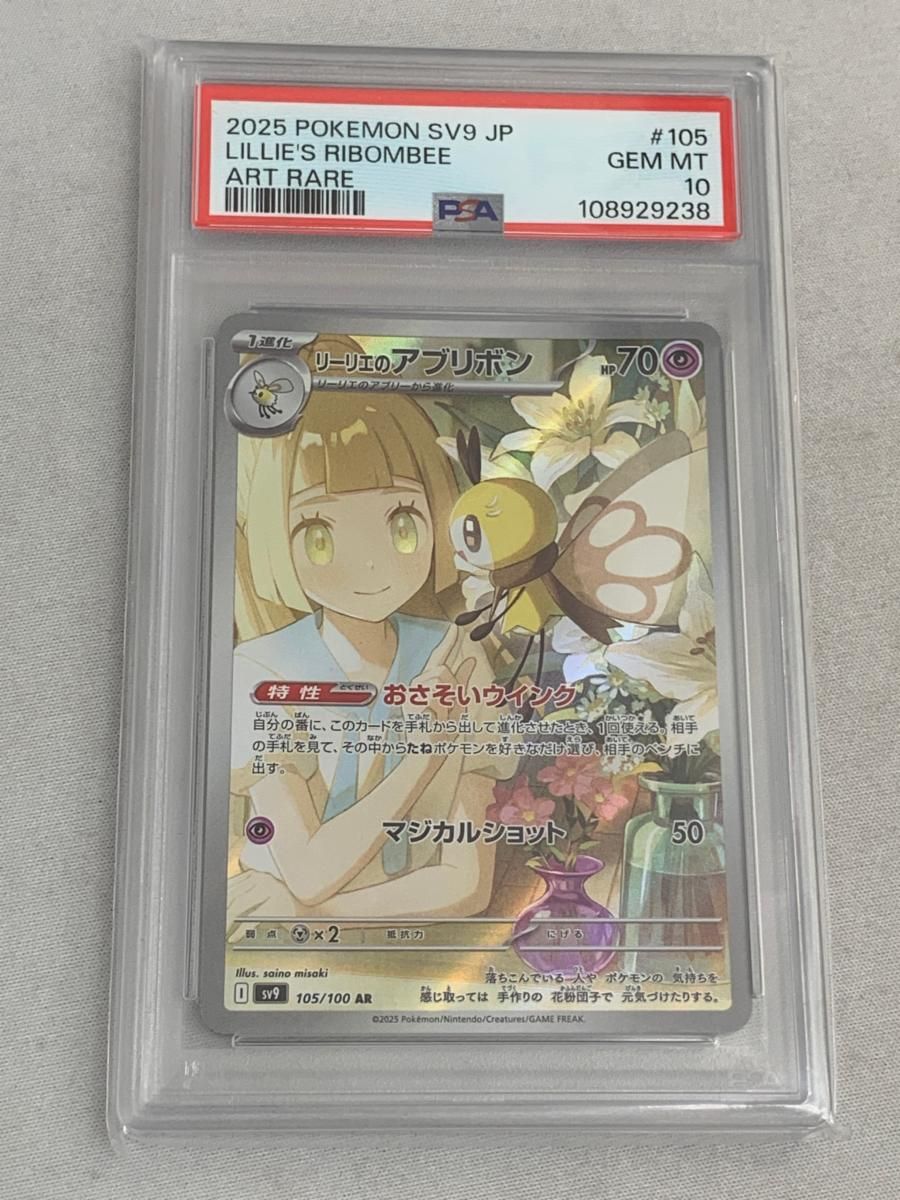 2025 POKEMON SV9 JP #105
LILLIE'S RIBOMBEE GEM MT
ART RARE 10
PSA 108929238
1進化
リーリエのアブリボン HP70
リーリエのアブリーから進化
特性 とくせい おさそいウインク
自分の番に、このカードを手札から出して進化させたとき、1回使える。相手
の手札を見て、その中からたねポケモンを好きなだけ選び、相手のベンチに
出す。
マジカルショット 50
弱点 ×2 抵抗力 にげる
Illus. saino misaki
落ちこんでいる 人や ポケモンの 気持ちを
感じ取っては 手作りの 花粉団子で 元気づけたりする。
I sv9 105/100 AR
©2025 Pokémon/Nintendo/Creatures/GAME FREAK.